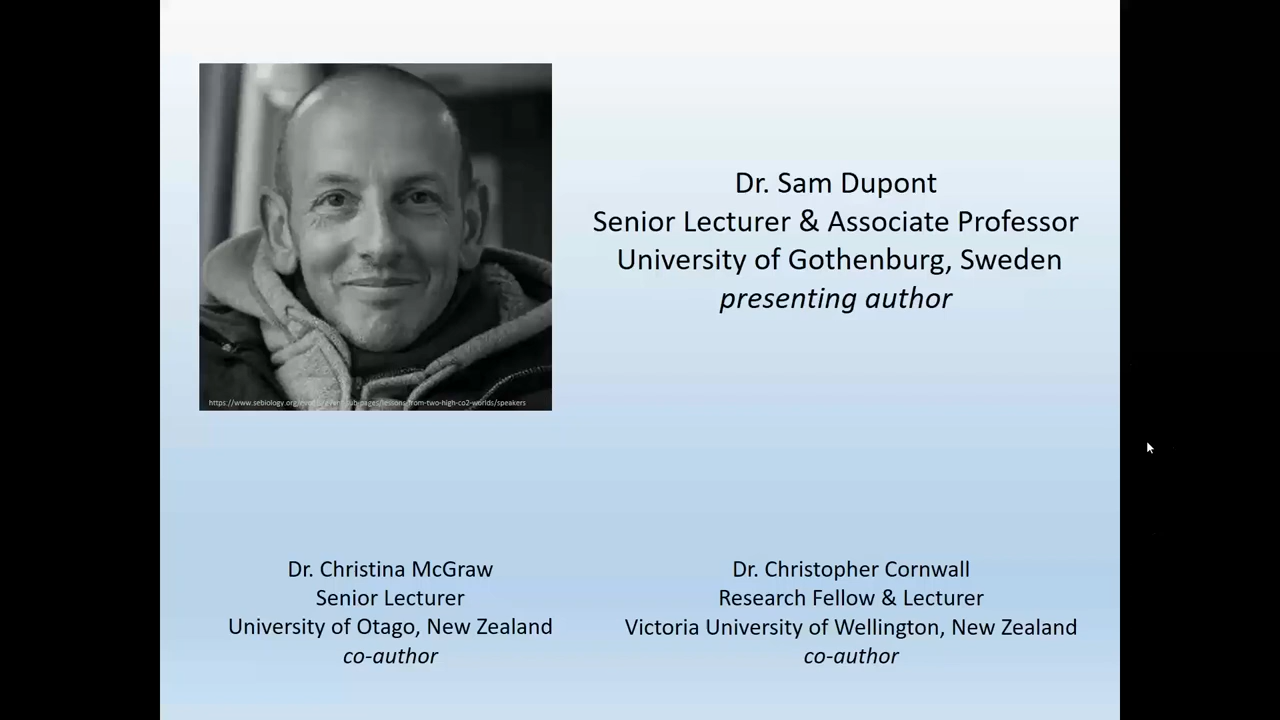 Dr. Sam Dupont
Senior Lecturer & Associate Professor
University of Gothenburg, Sweden
presenting author
Dr. Christina McGraw
Senior Lecturer
University of Otago, New Zealand
co-author
Dr. Christopher Cornwall
Research Fellow & Lecturer
Victoria University of Wellington, New Zealand
co-author